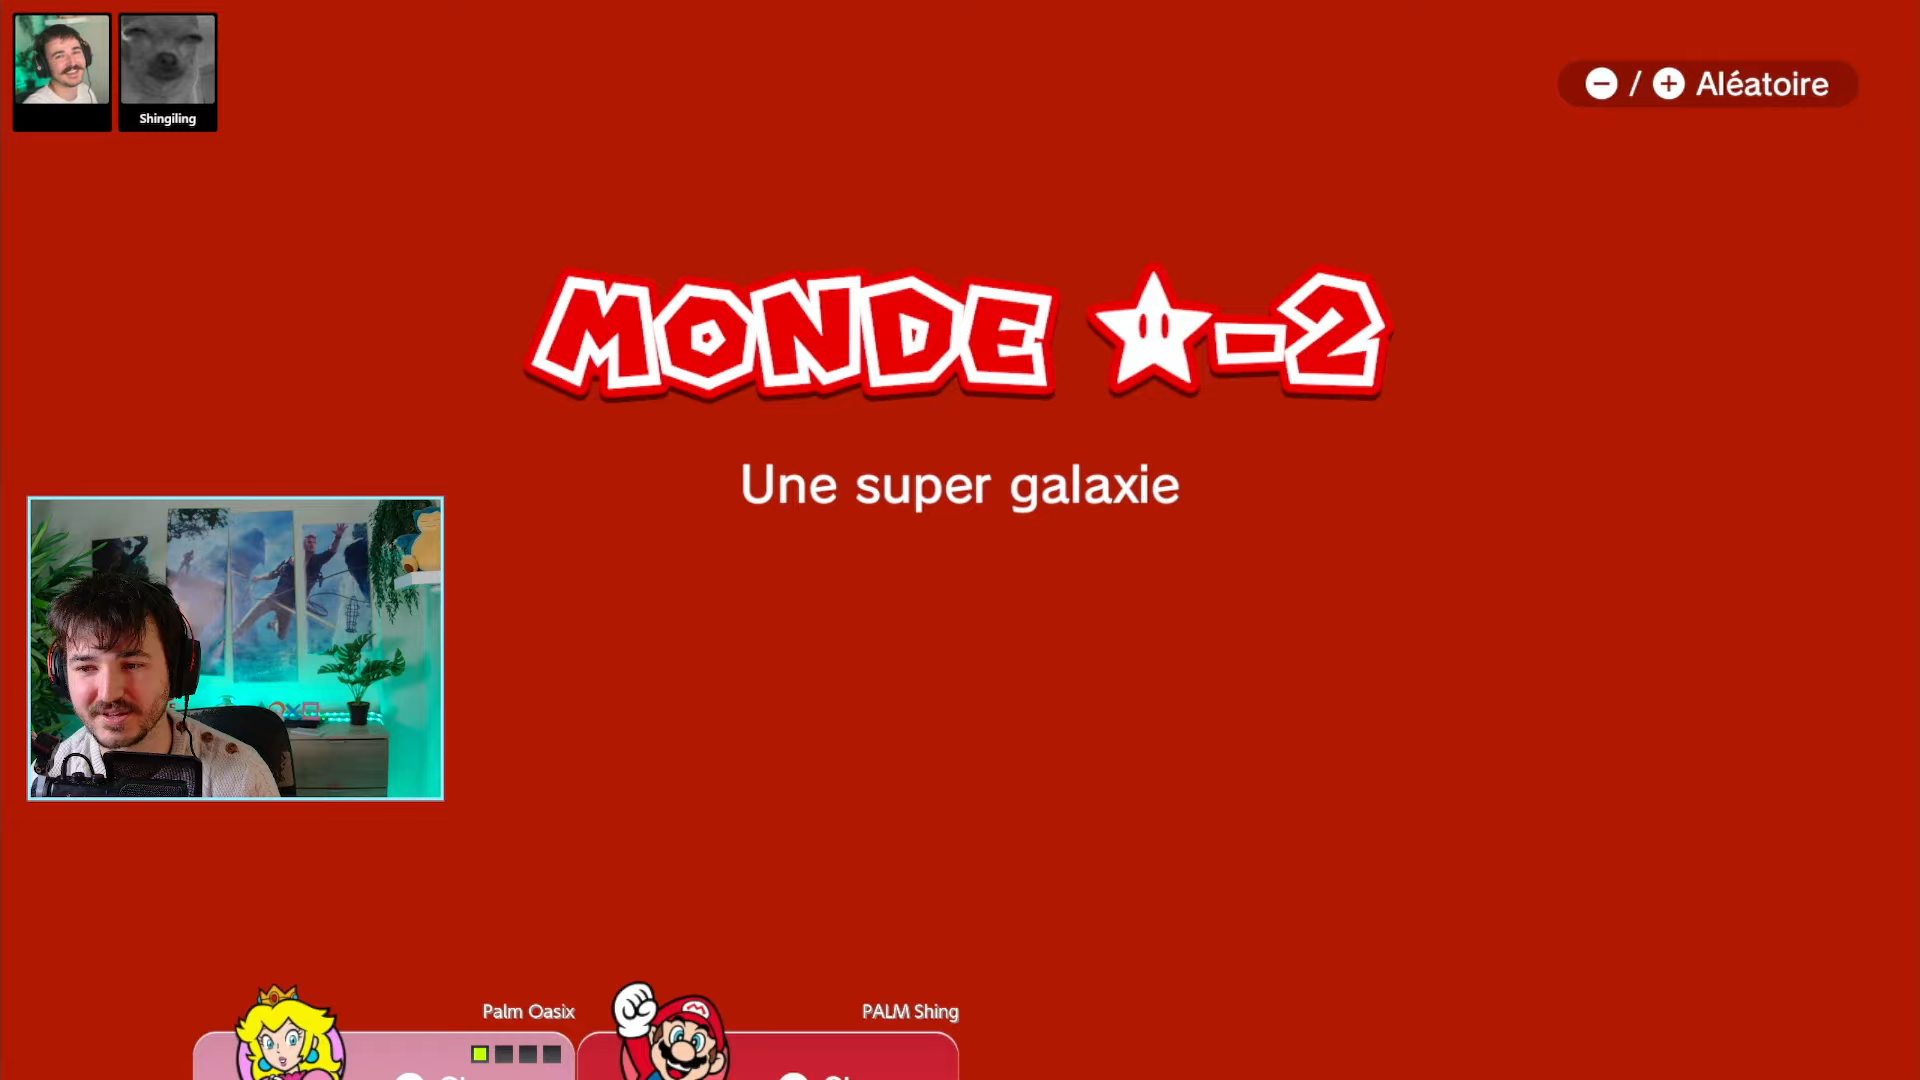 Shingiling
− / + Aléatoire
MONDE ★-2
Une super galaxie
Palm Oasix
PALM Shing